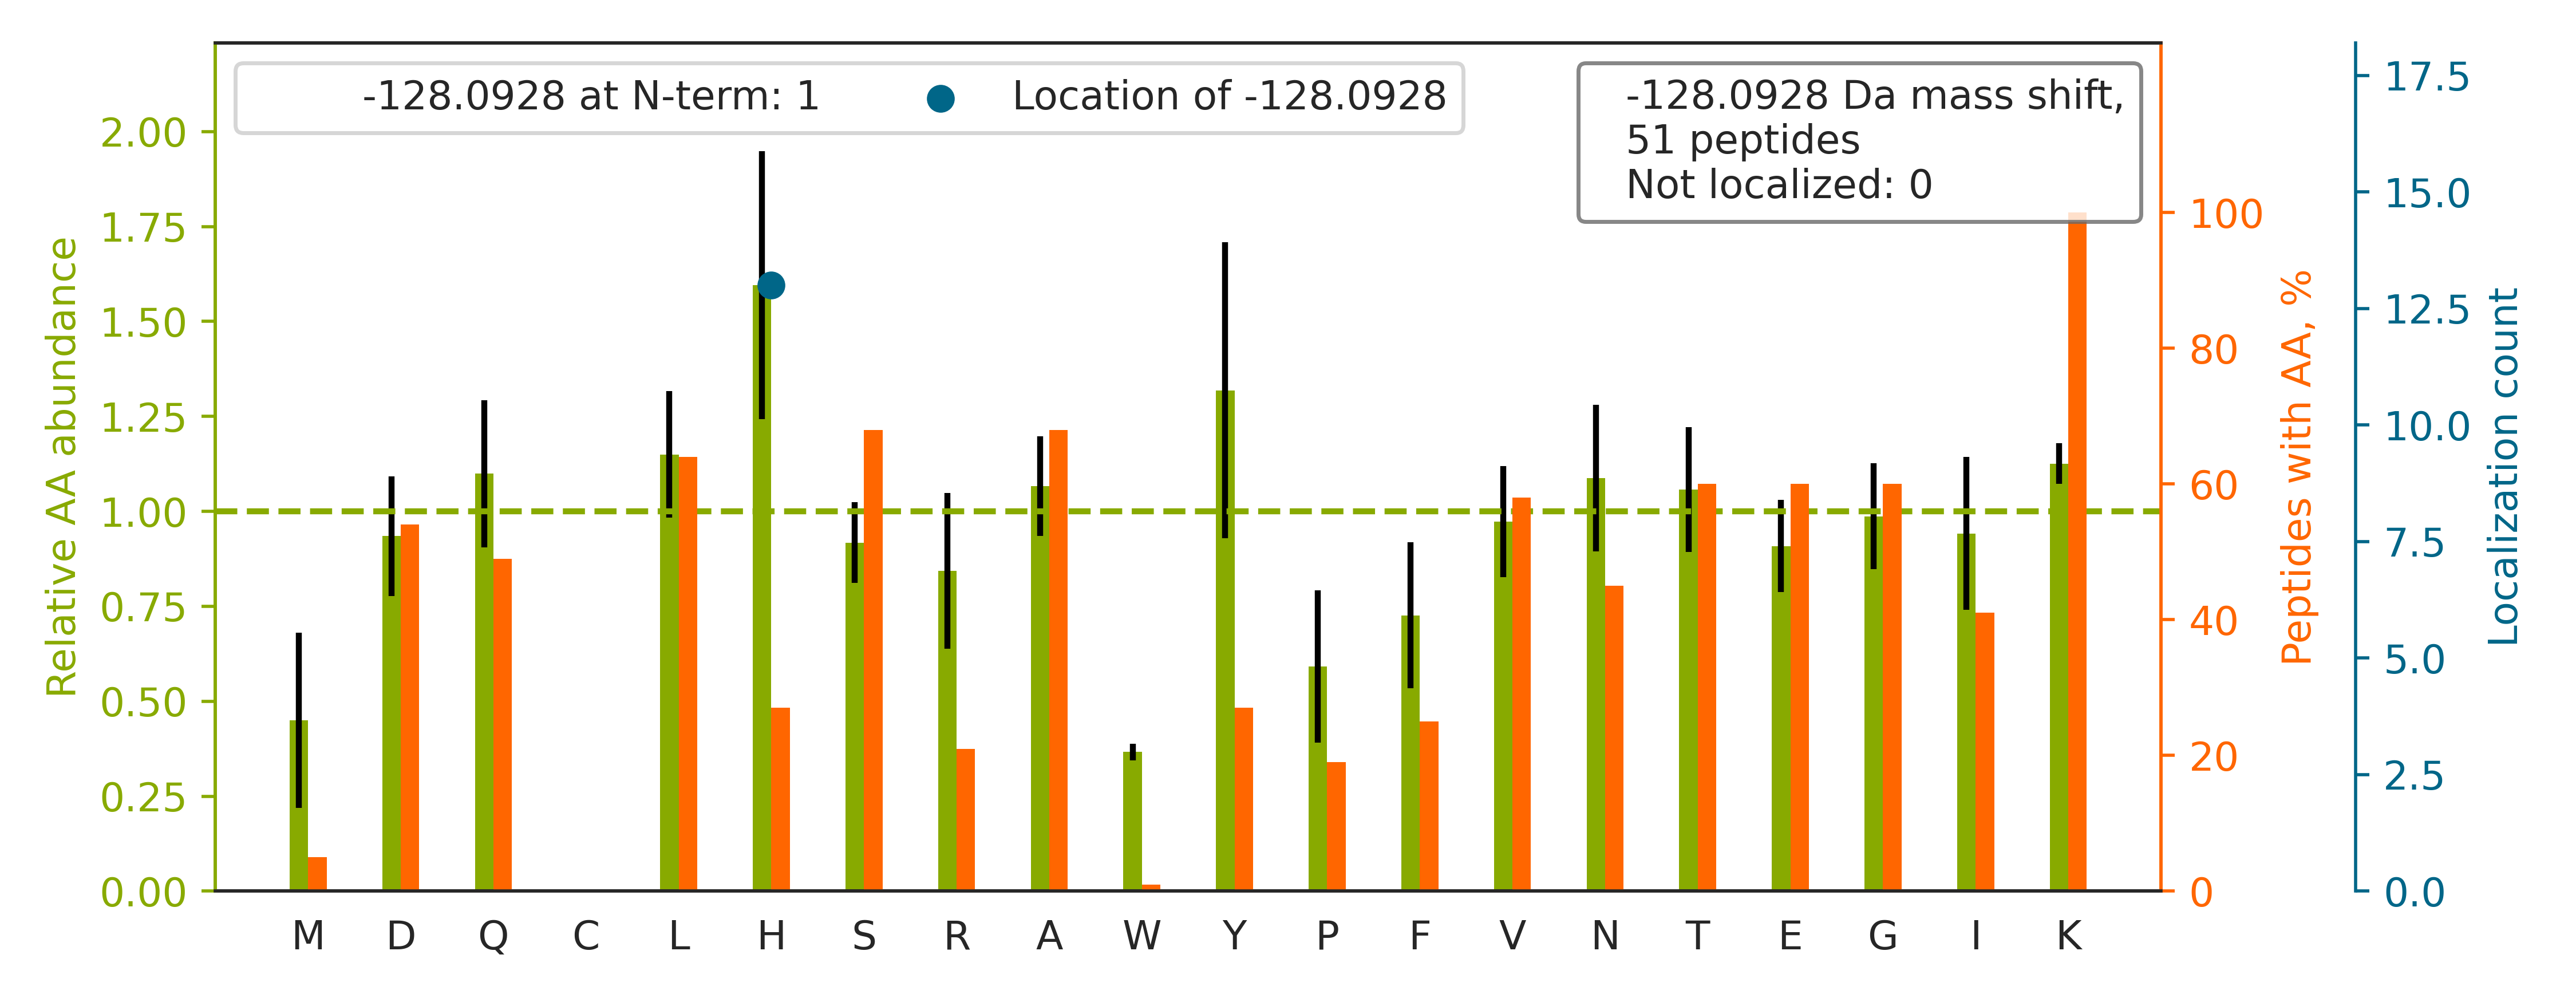 -128.0928 at N-term: 1
Location of -128.0928
-128.0928 Da mass shift,
51 peptides
Not localized: 0
Relative AA abundance
2.00
1.75
1.50
1.25
1.00
0.75
0.50
0.25
0.00
M D Q C L H S R A W Y P F V N T E G I K
100
80
60
40
20
0
Peptides with AA, %
17.5
15.0
12.5
10.0
7.5
5.0
2.5
0.0
Localization count